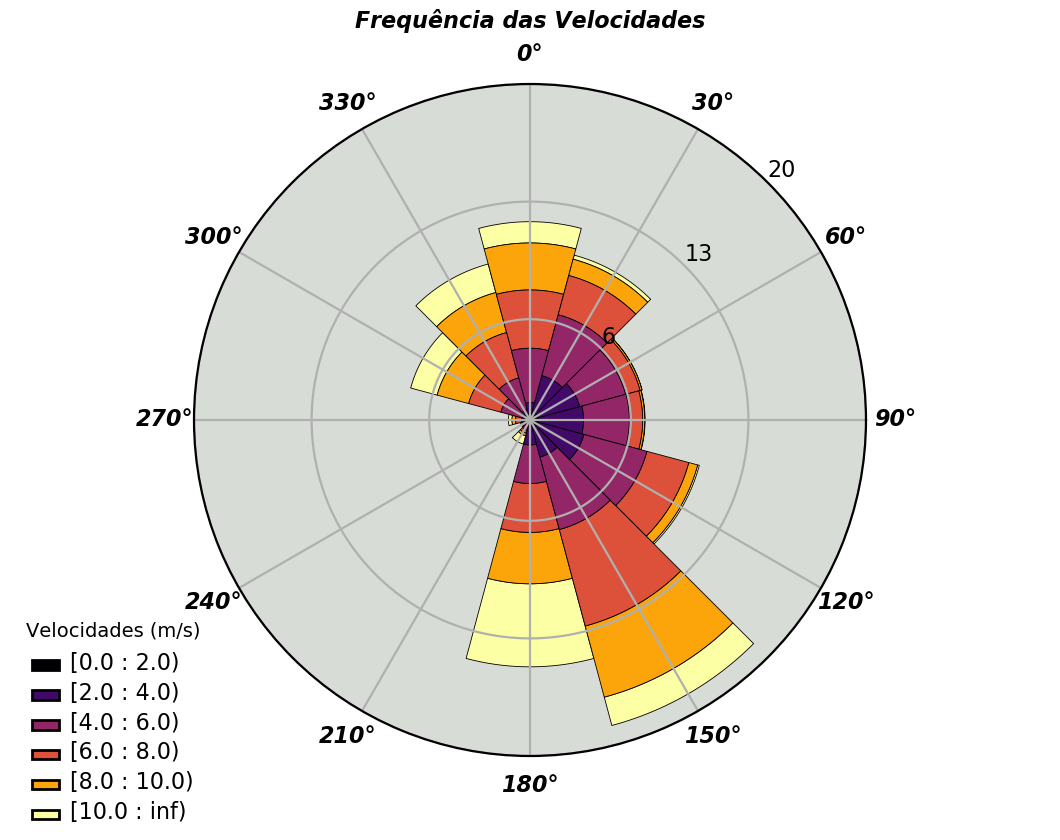 Frequência das Velocidades
0°
330°
30°
20
300°
60°
13
6
270°
90°
240°
120°
210°
150°
180°
Velocidades (m/s)
[0.0 : 2.0)
[2.0 : 4.0)
[4.0 : 6.0)
[6.0 : 8.0)
[8.0 : 10.0)
[10.0 : inf)